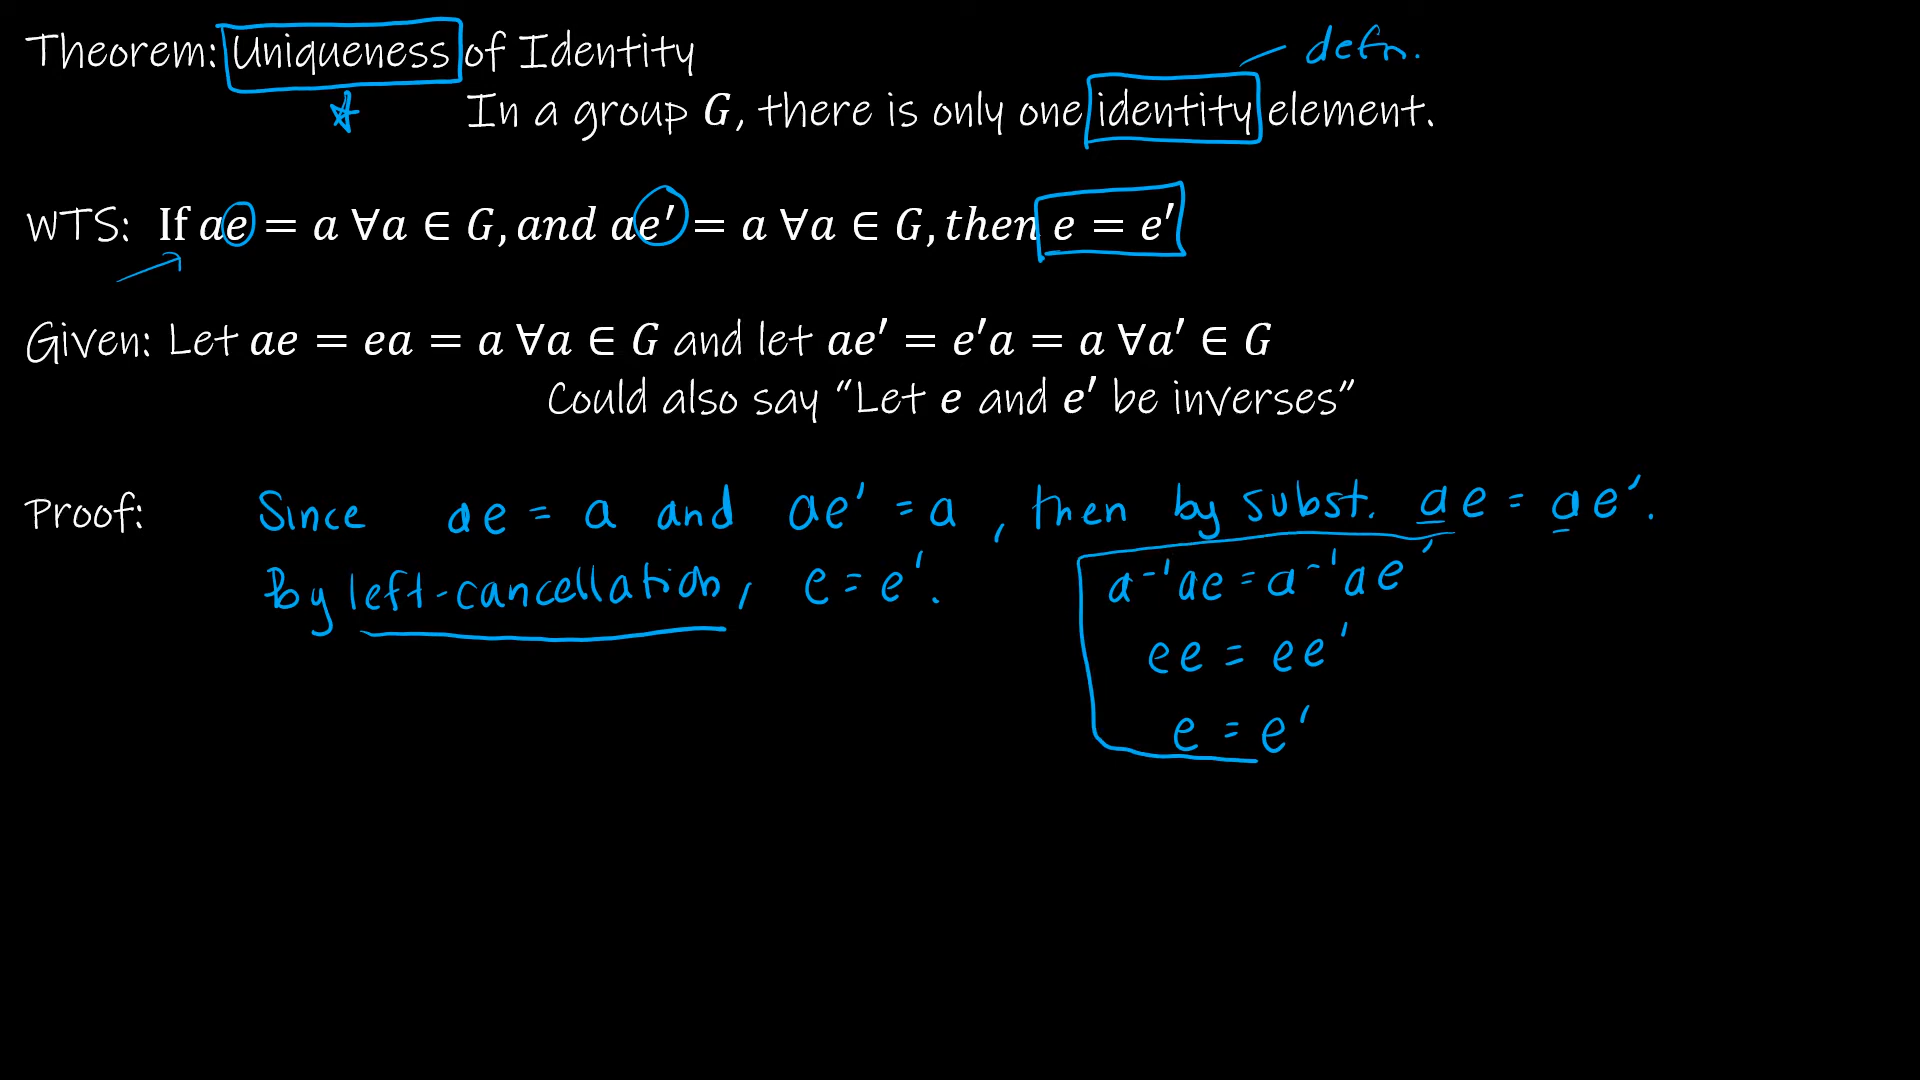 defn.
Theorem: Uniqueness of Identity
In a group G, there is only one identity element.
WTS: If ae = a ∀a ∈ G, and ae′ = a ∀a ∈ G, then e = e′
Given: Let ae = ea = a ∀a ∈ G and let ae′ = e′a = a ∀a′ ∈ G
Could also say “Let e and e′ be inverses”
Proof: Since ae = a and ae' = a, then by subst. ae = ae'.
By left-cancellation, e = e'.
a⁻¹ae = a⁻¹ae'
ee = ee'
e = e'